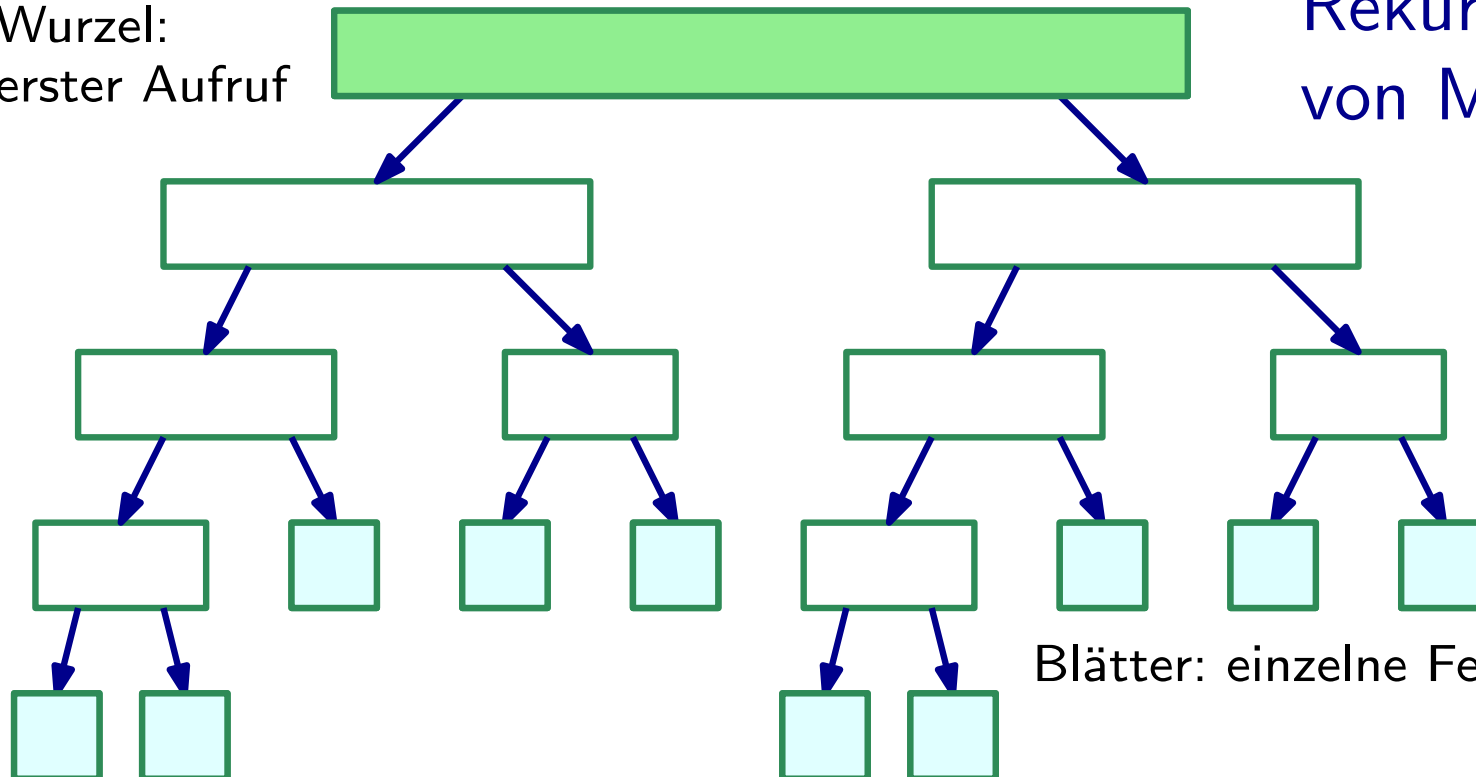 Wurzel:
erster Aufruf
Rekur
von M
Blätter: einzelne Fe